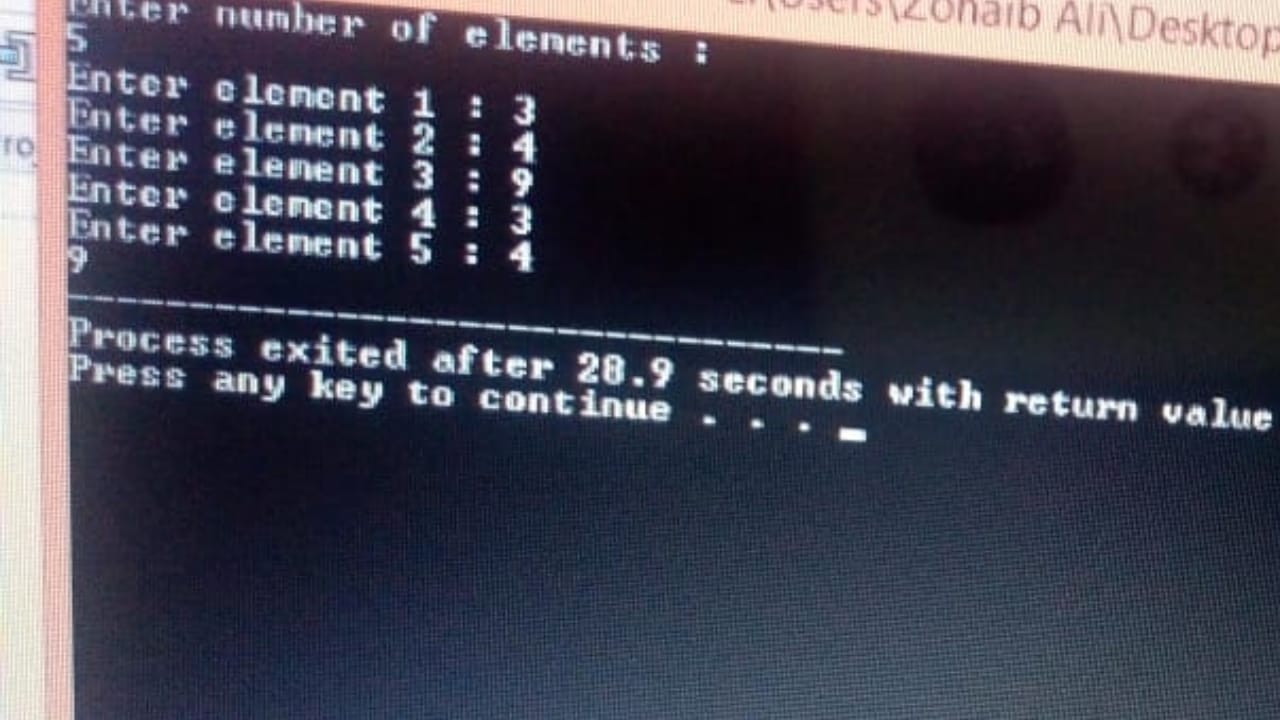 \Users\Zohaib Ali\Desktop
Enter number of elements :
5
Enter element 1 : 3
Enter element 2 : 4
Enter element 3 : 9
Enter element 4 : 3
Enter element 5 : 4
9
--------------------------------
Process exited after 28.9 seconds with return value
Press any key to continue . . .